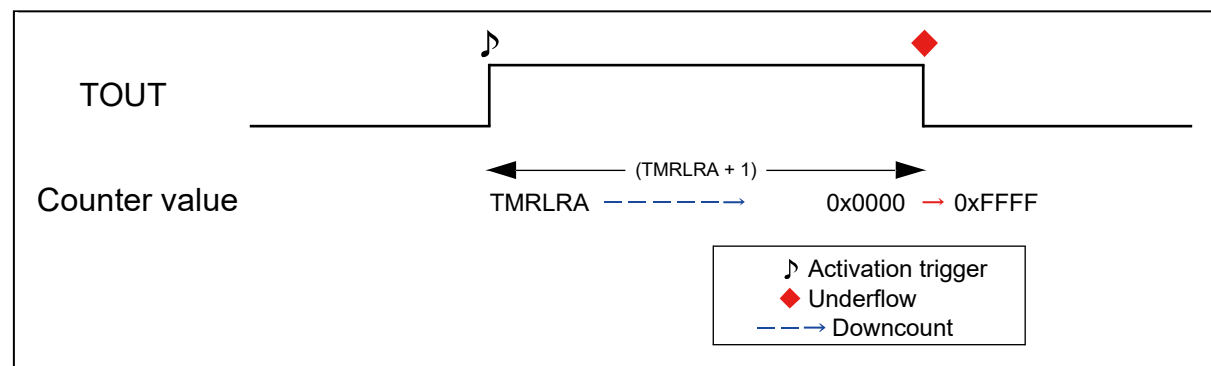 TOUT
(TMRLRA + 1)
Counter value
TMRLRA
0x0000 → 0xFFFF
♪ Activation trigger
◆ Underflow
Downcount